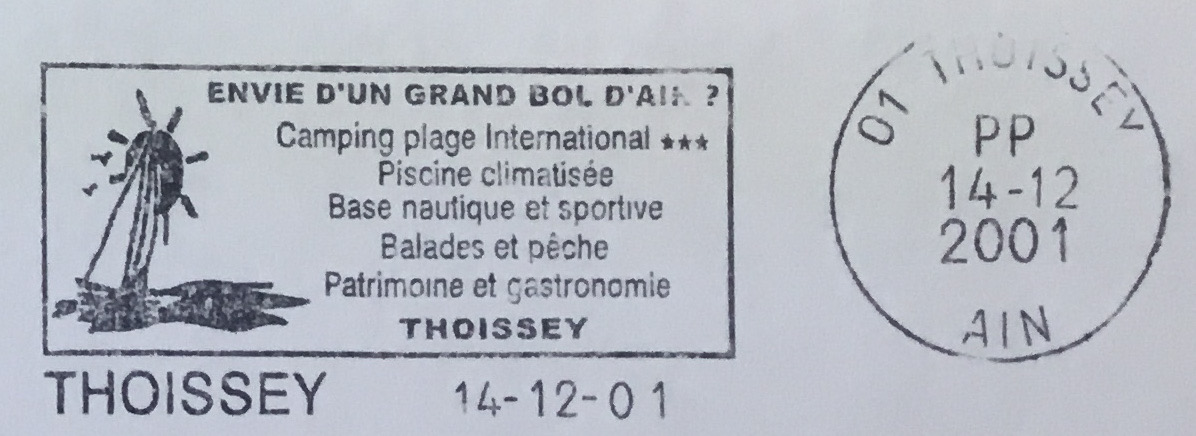 ENVIE D'UN GRAND BOL D'AIR ?
Camping plage International ★★★
Piscine climatisée
Base nautique et sportive
Balades et pêche
Patrimoine et gastronomie
THOISSEY
THOISSEY 14-12-01
01 THOISSEY
PP
14-12
2001
AIN